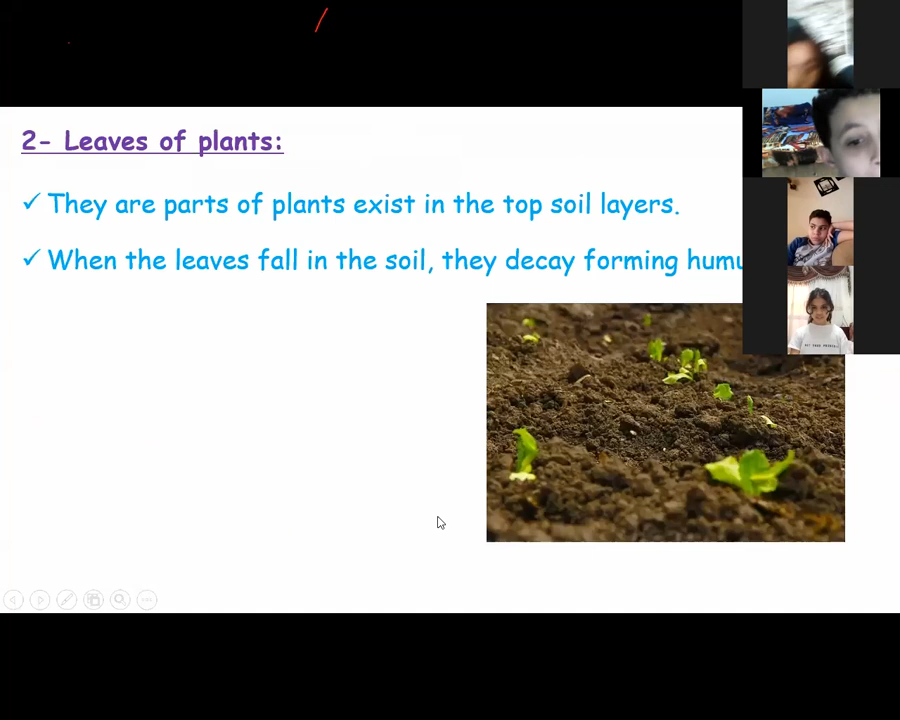 2- Leaves of plants:
✓ They are parts of plants exist in the top soil layers.
✓ When the leaves fall in the soil, they decay forming humu